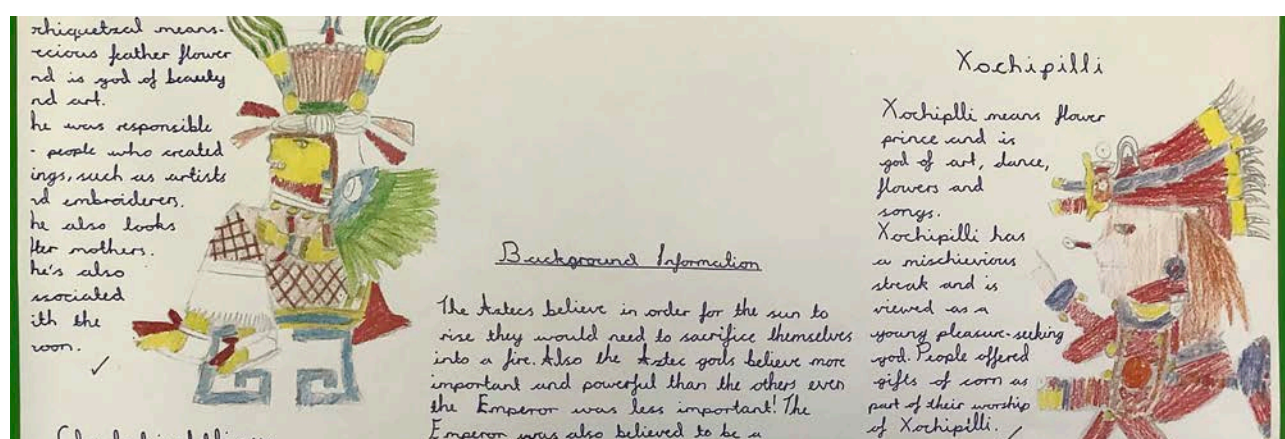 rhiquetzal means-
recious feather flower
nd is god of beauty
nd art.
he was responsible
- people who created
ings, such as artists
nd embroiderers.
he also looks
fter mothers.
he's also
ssociated
ith the
oon.
Background Information
The Aztecs believe in order for the sun to
rise they would need to sacrifice themselves
into a fire. Also the Aztec gods believe more
important and powerful than the others even
the Emperor was less important! The
Emperor was also believed to be a
Xochipilli
Xochiplli means flower
prince and is
god of art, dance,
flowers and
songs.
Xochipilli has
a mischievious
streak and is
viewed as a
young pleasure-seeking
god. People offered
gifts of corn as
part of their worship
of Xochipilli.